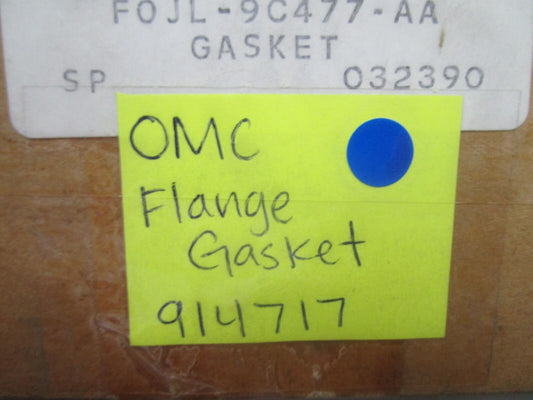 FOJL-9C477-AA
GASKET
SP 032390
OMC
Flange
Gasket
914717